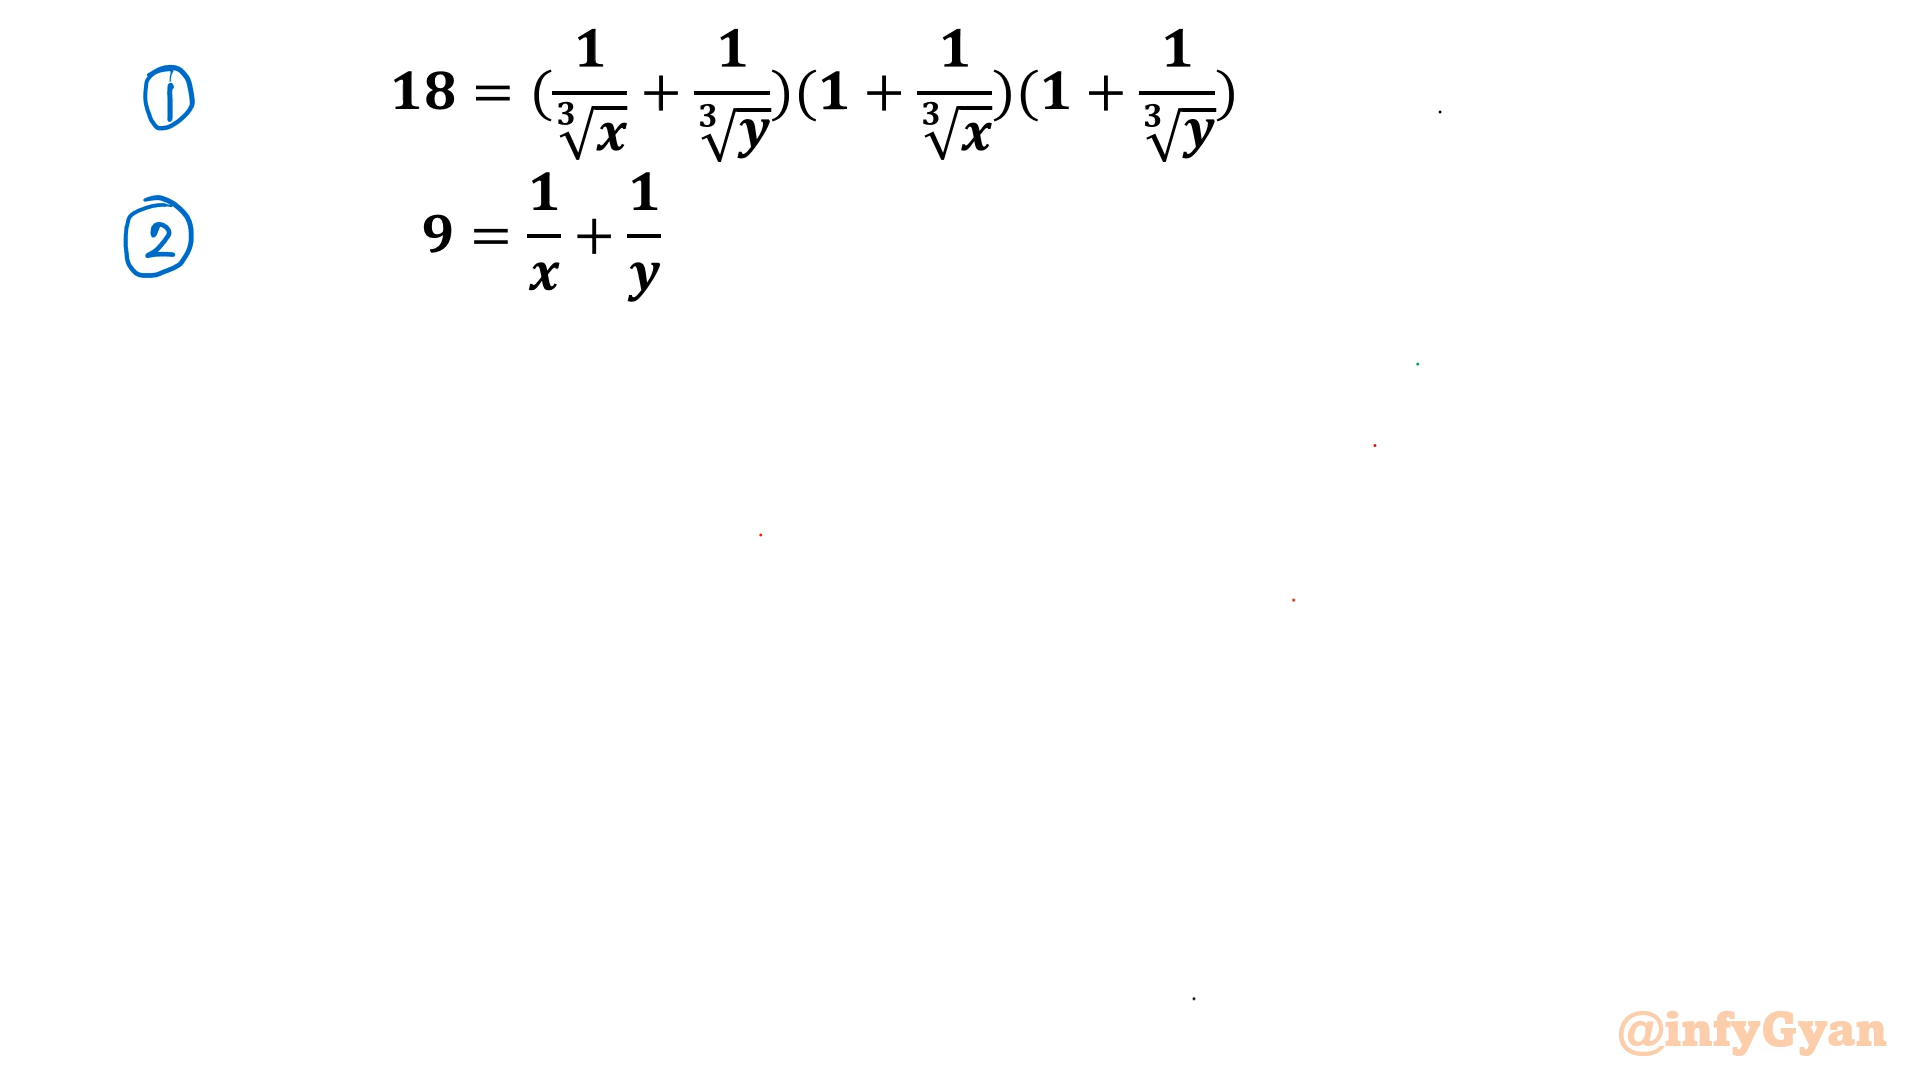 ① 18 = (1/∛x + 1/∛y)(1 + 1/∛x)(1 + 1/∛y)
② 9 = 1/x + 1/y
@infyGyan